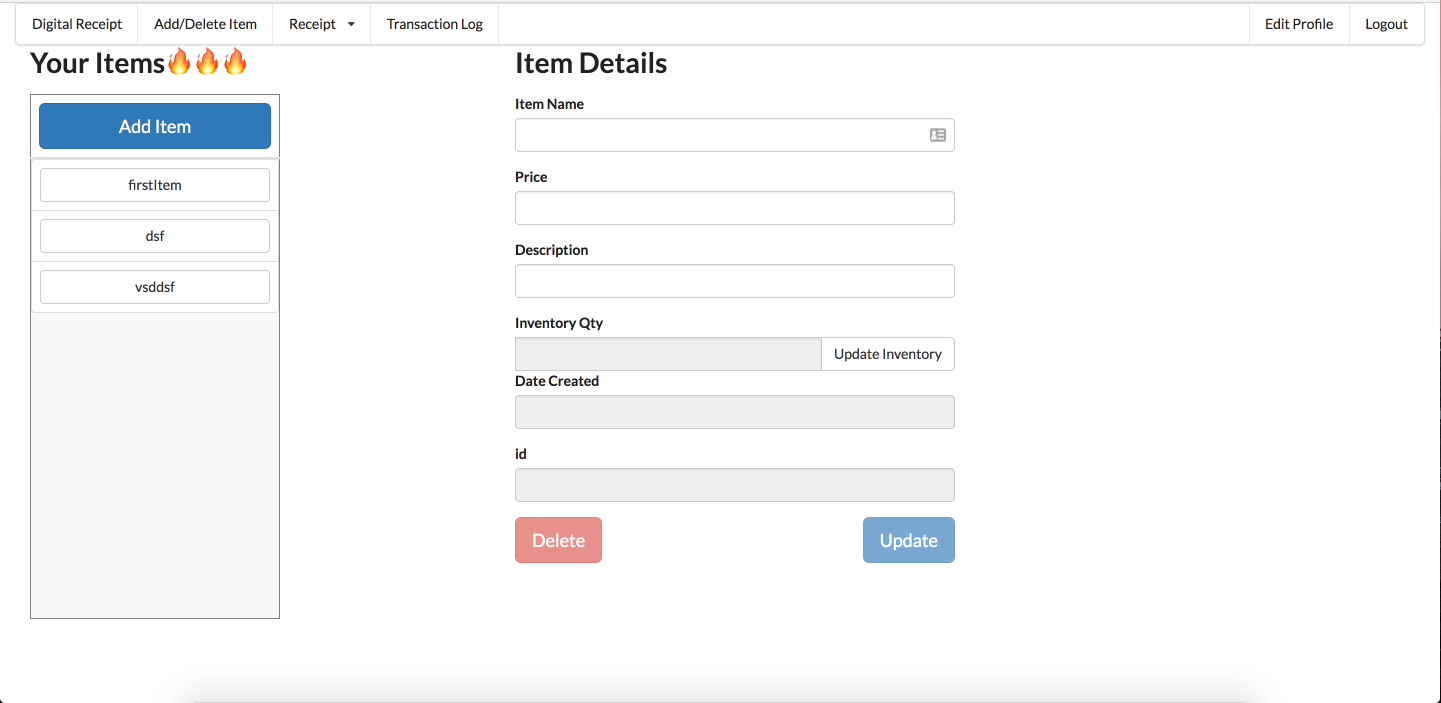 Digital Receipt Add/Delete Item Receipt Transaction Log Edit Profile Logout
Your Items🔥🔥🔥
Add Item
firstItem
dsf
vsddsf
Item Details
Item Name
Price
Description
Inventory Qty
Update Inventory
Date Created
id
Delete Update